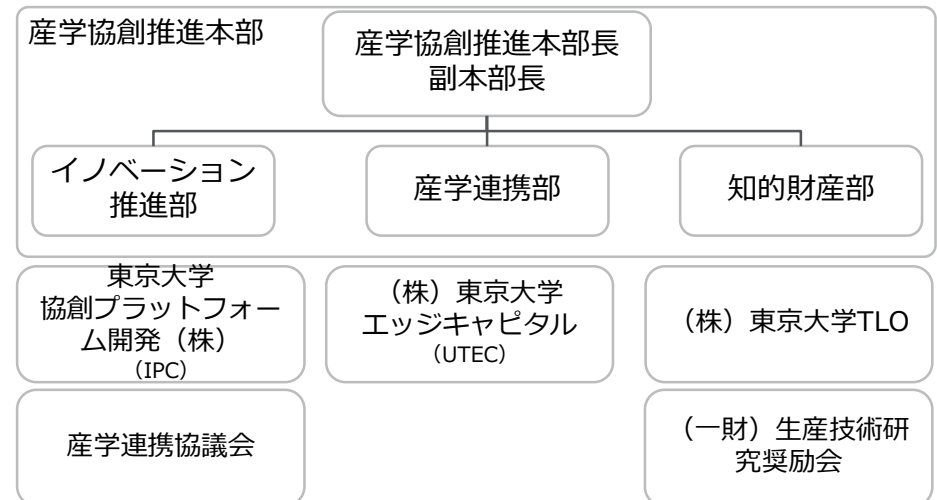 産学協創推進本部
産学協創推進本部長
副本部長
イノベーション
推進部
産学連携部
知的財産部
東京大学
協創プラットフォー
ム開発（株）
（IPC）
（株）東京大学
エッジキャピタル
（UTEC）
（株）東京大学TLO
産学連携協議会
（一財）生産技術研
究奨励会